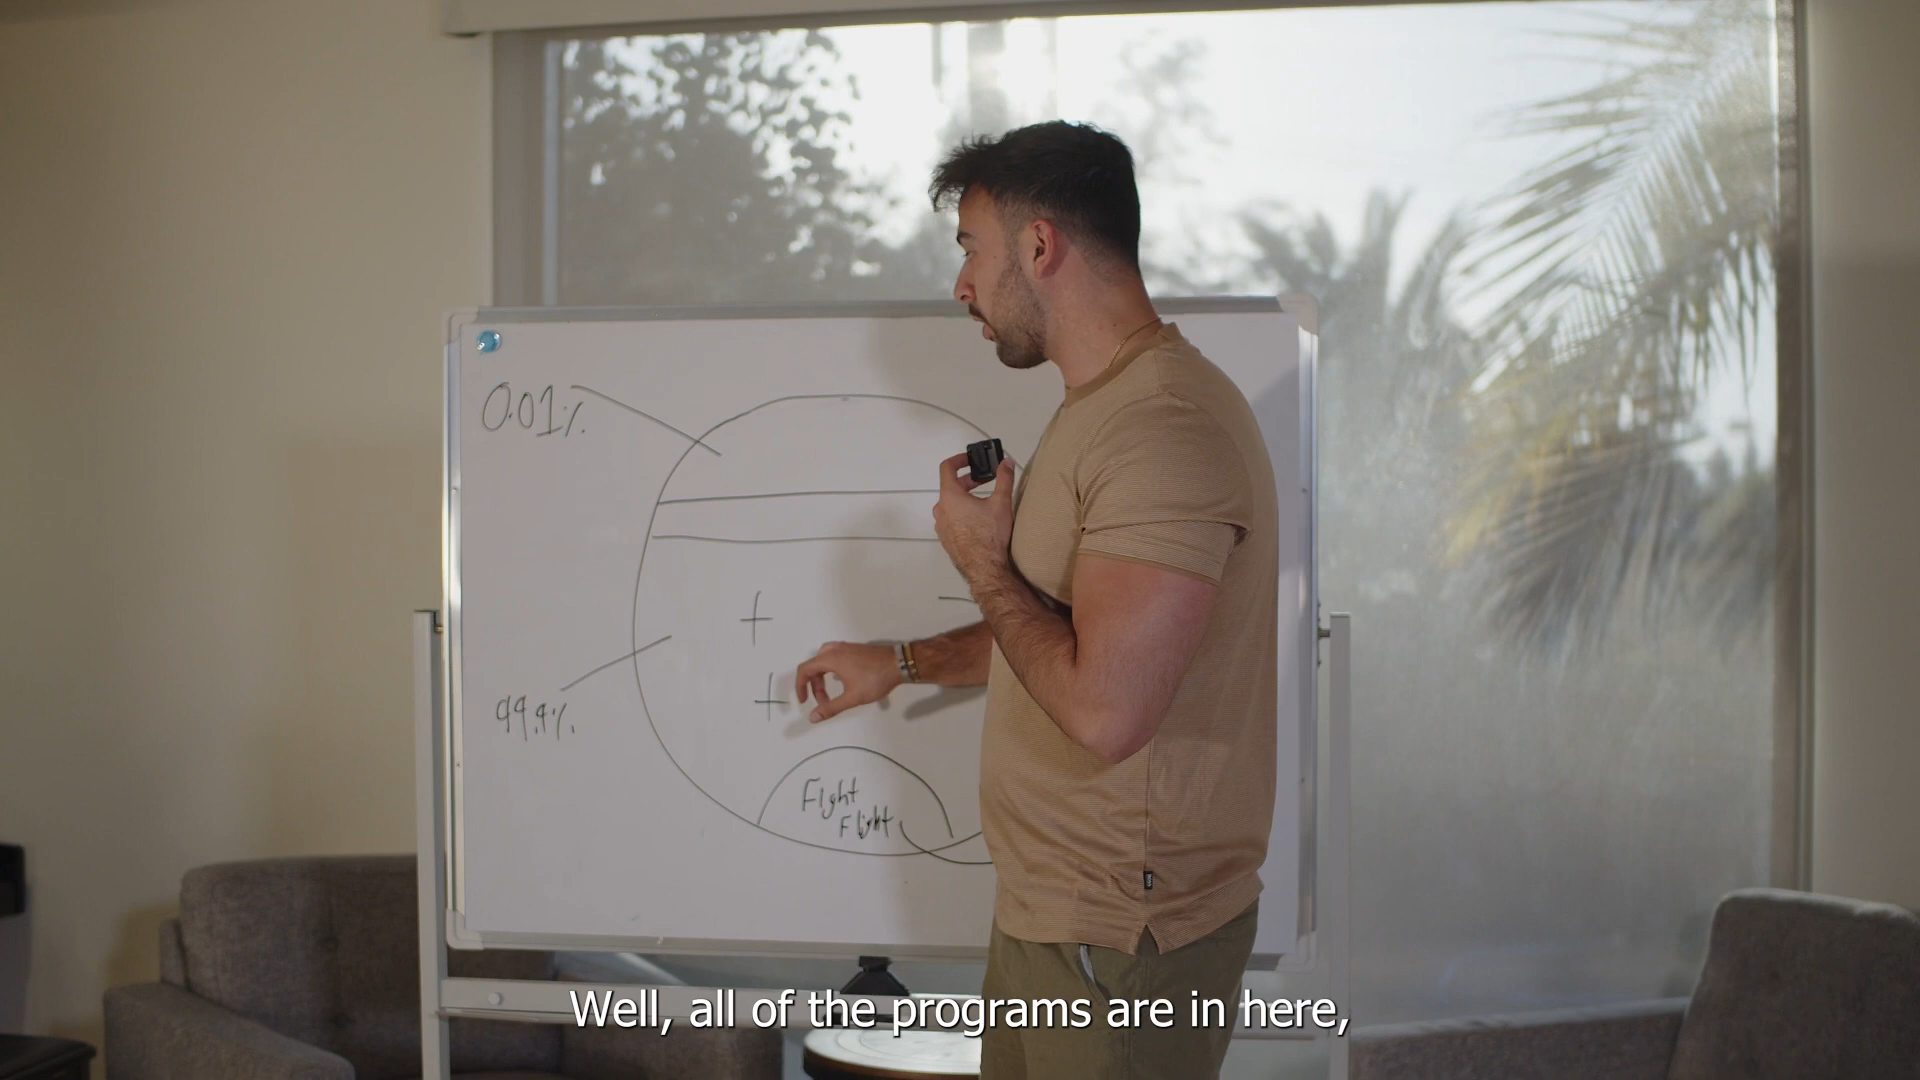 0.01%
+
+
99.9%
Fight
Flight
Well, all of the programs are in here,